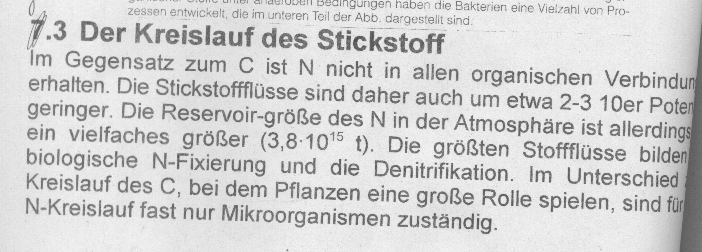 ganischer Stoffe unter anaeroben Bedingungen haben die Bakterien eine Vielzahl von Pro-
zessen entwickelt, die im unteren Teil der Abb. dargestellt sind.
7.3 Der Kreislauf des Stickstoff
Im Gegensatz zum C ist N nicht in allen organischen Verbindun
erhalten. Die Stickstoffflüsse sind daher auch um etwa 2-3 10er Poten
geringer. Die Reservoir-größe des N in der Atmosphäre ist allerdings
ein vielfaches größer (3,8·10¹⁵ t). Die größten Stoffflüsse bilden
biologische N-Fixierung und die Denitrifikation. Im Unterschied
Kreislauf des C, bei dem Pflanzen eine große Rolle spielen, sind für
N-Kreislauf fast nur Mikroorganismen zuständig.